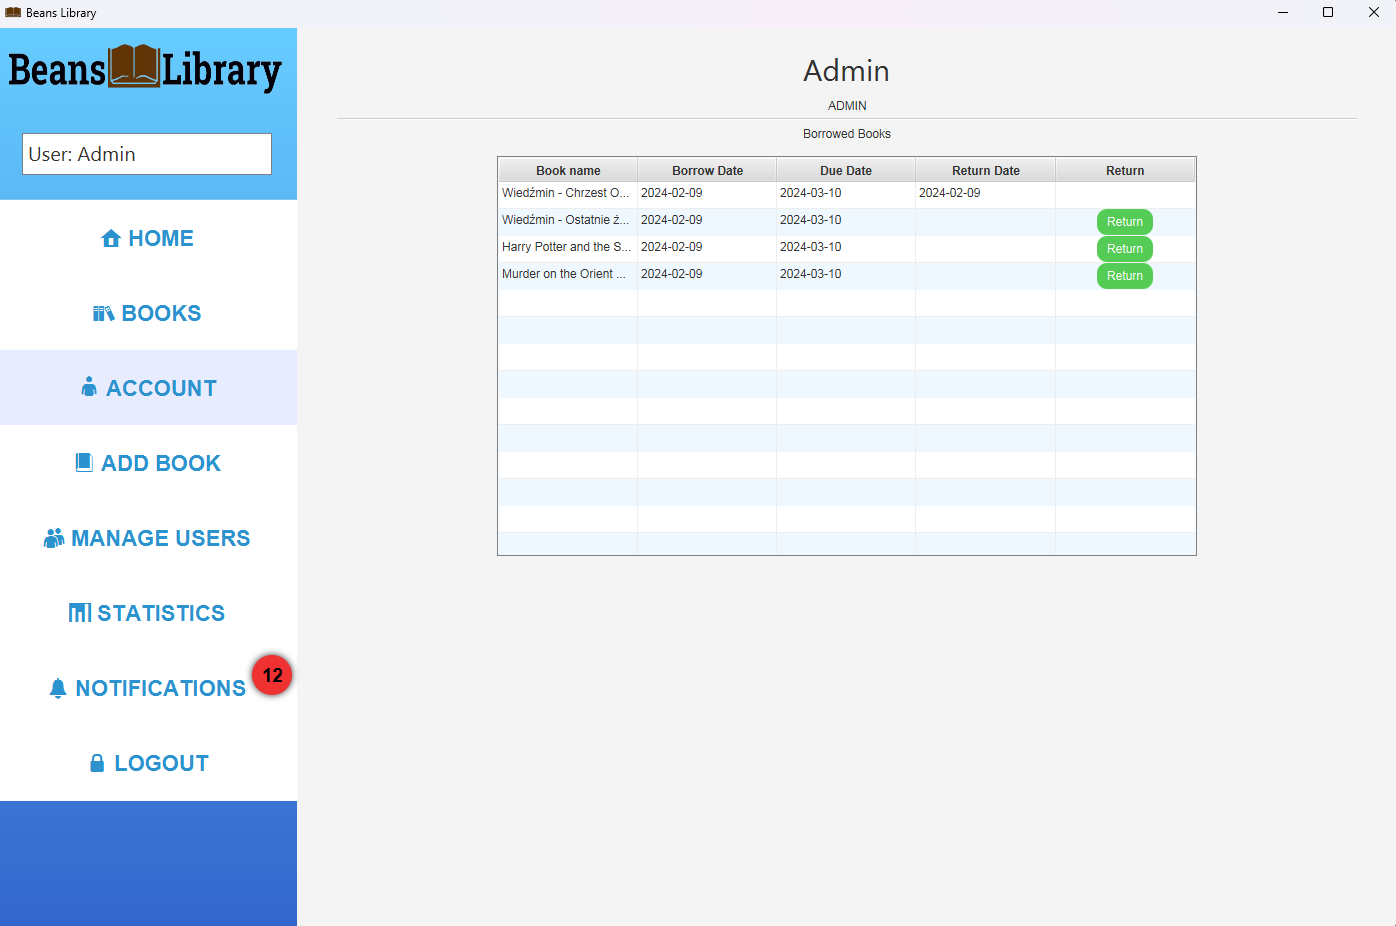 Beans Library
Beans Library
User: Admin
HOME
BOOKS
ACCOUNT
ADD BOOK
MANAGE USERS
STATISTICS
NOTIFICATIONS 12
LOGOUT
Admin
ADMIN
Borrowed Books
Book name Borrow Date Due Date Return Date Return
Wiedźmin - Chrzest O... 2024-02-09 2024-03-10 2024-02-09
Wiedźmin - Ostatnie ż... 2024-02-09 2024-03-10 Return
Harry Potter and the S... 2024-02-09 2024-03-10 Return
Murder on the Orient ... 2024-02-09 2024-03-10 Return